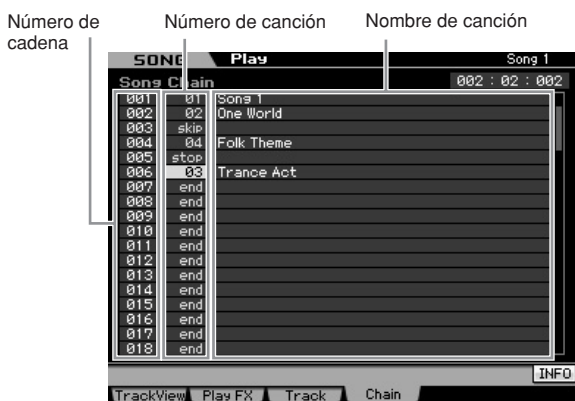 Número de cadena
Número de canción
Nombre de canción
SONG Play Song 1
Song Chain 002 : 02 : 002
001 01 Song 1
002 02 One World
003 skip
004 04 Folk Theme
005 stop
006 03 Trance Act
007 end
008 end
009 end
010 end
011 end
012 end
013 end
014 end
015 end
016 end
017 end
018 end
INFO
TrackView Play FX Track Chain